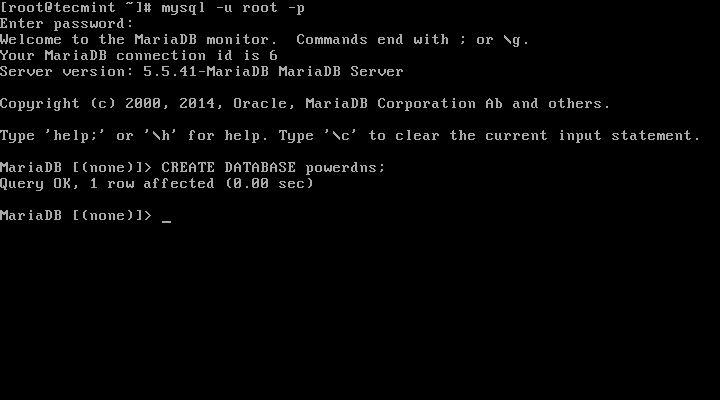 [root@tecmint ~]# mysql -u root -p
Enter password:
Welcome to the MariaDB monitor.  Commands end with ; or \g.
Your MariaDB connection id is 6
Server version: 5.5.41-MariaDB MariaDB Server
Copyright (c) 2000, 2014, Oracle, MariaDB Corporation Ab and others.
Type 'help;' or '\h' for help. Type '\c' to clear the current input statement.
MariaDB [(none)]> CREATE DATABASE powerdns;
Query OK, 1 row affected (0.00 sec)
MariaDB [(none)]> _